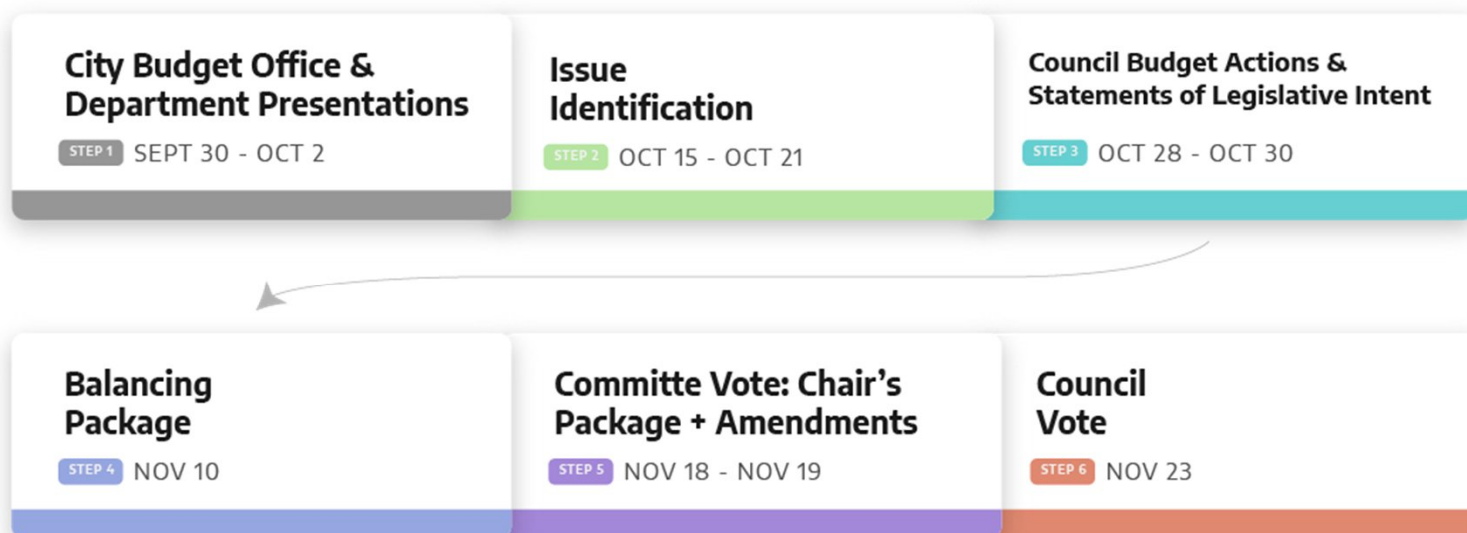 City Budget Office &
Department Presentations
STEP 1 SEPT 30 - OCT 2
Issue
Identification
STEP 2 OCT 15 - OCT 21
Council Budget Actions &
Statements of Legislative Intent
STEP 3 OCT 28 - OCT 30
Balancing
Package
STEP 4 NOV 10
Committe Vote: Chair’s
Package + Amendments
STEP 5 NOV 18 - NOV 19
Council
Vote
STEP 6 NOV 23